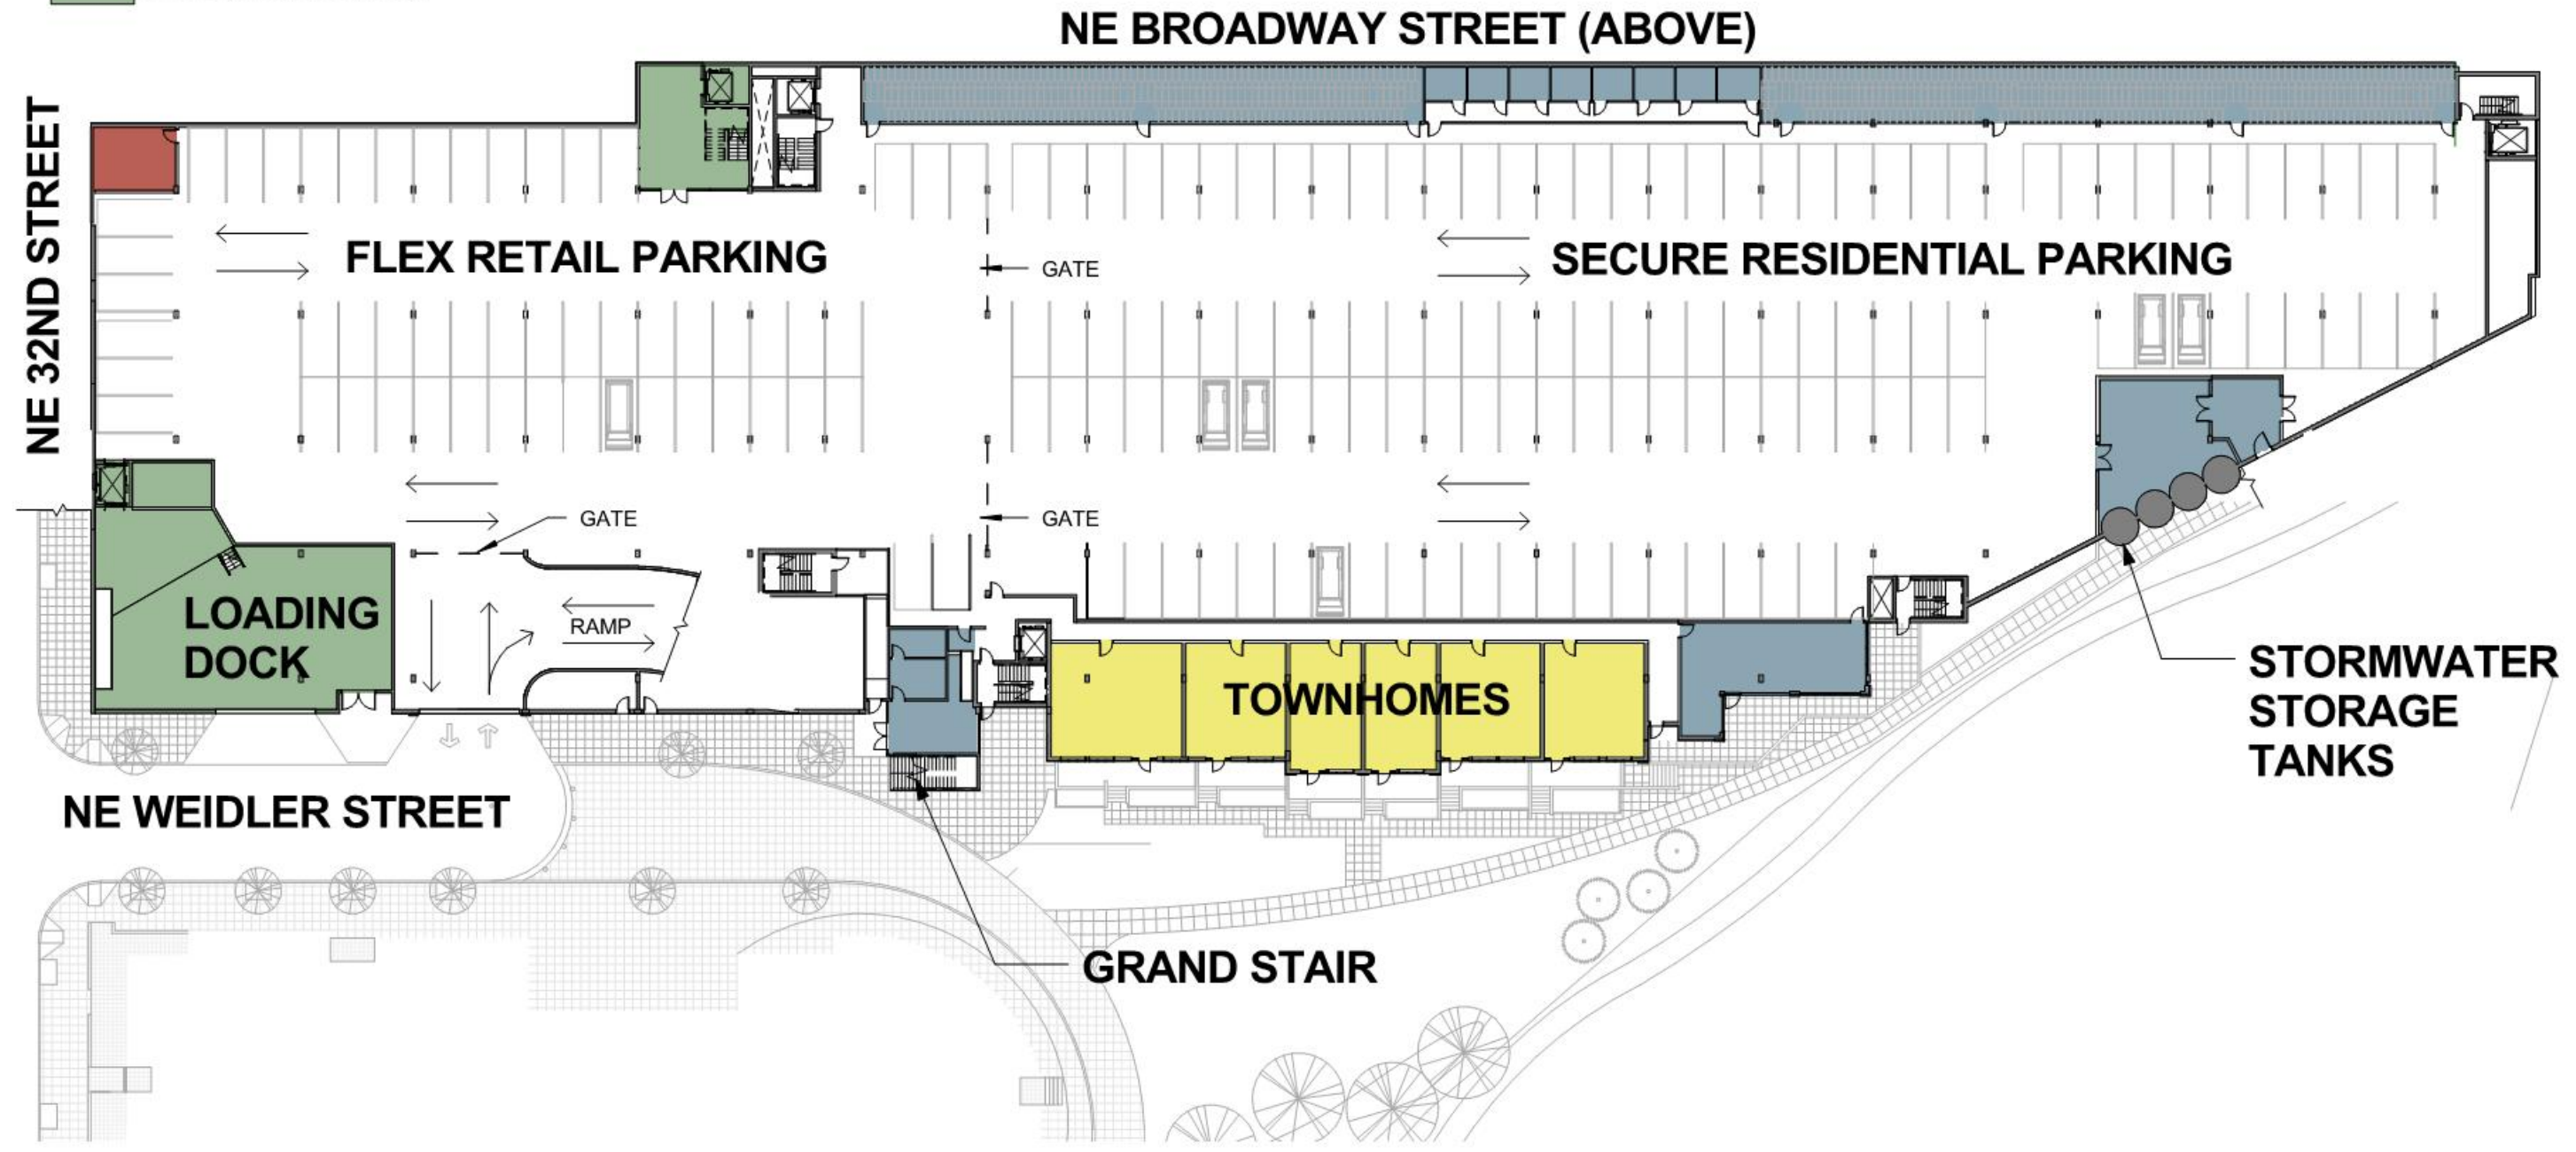 NE BROADWAY STREET (ABOVE)
NE 32ND STREET
FLEX RETAIL PARKING
GATE
SECURE RESIDENTIAL PARKING
GATE
GATE
LOADING
DOCK
RAMP
TOWNHOMES
STORMWATER
STORAGE
TANKS
NE WEIDLER STREET
GRAND STAIR